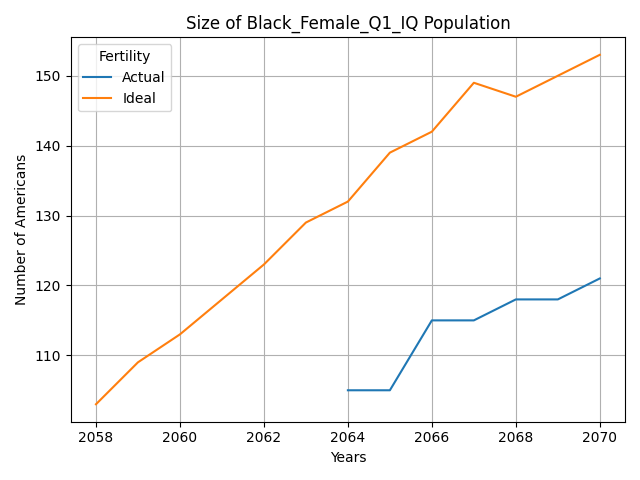 Size of Black_Female_Q1_IQ Population
Fertility
Actual
Ideal
Number of Americans
150
140
130
120
110
2058
2060
2062
2064
2066
2068
2070
Years